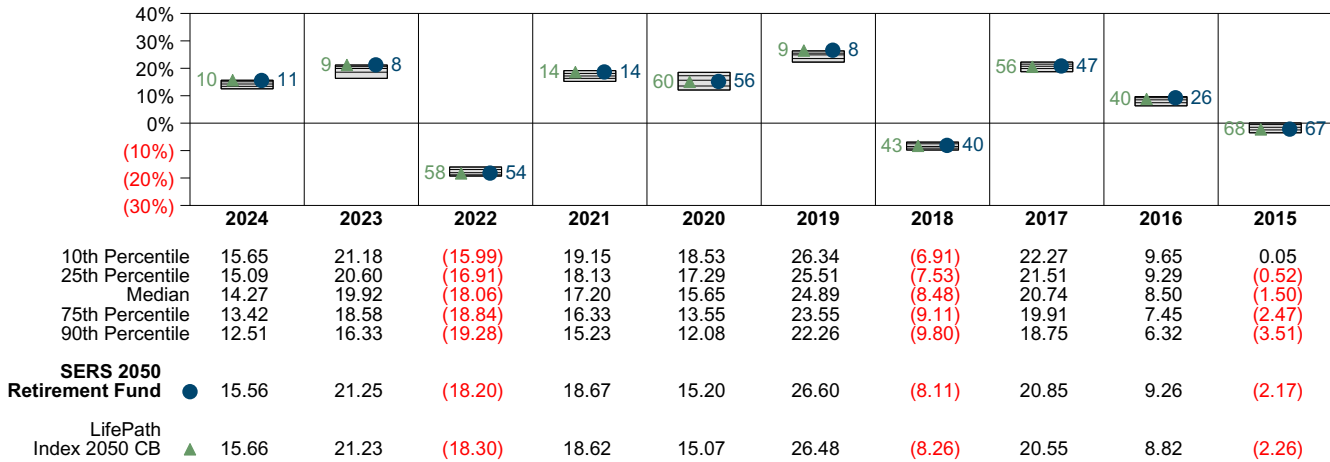 40%
30%
20%
10%
0%
(10%)
(20%)
(30%)
10 11
9 8
58 54
14 14
60 56
9 8
43 40
56 47
40 26
68 67
2024 2023 2022 2021 2020 2019 2018 2017 2016 2015
10th Percentile 15.65 21.18 (15.99) 19.15 18.53 26.34 (6.91) 22.27 9.65 0.05
25th Percentile 15.09 20.60 (16.91) 18.13 17.29 25.51 (7.53) 21.51 9.29 (0.52)
Median 14.27 19.92 (18.06) 17.20 15.65 24.89 (8.48) 20.74 8.50 (1.50)
75th Percentile 13.42 18.58 (18.84) 16.33 13.55 23.55 (9.11) 19.91 7.45 (2.47)
90th Percentile 12.51 16.33 (19.28) 15.23 12.08 22.26 (9.80) 18.75 6.32 (3.51)
SERS 2050
Retirement Fund 15.56 21.25 (18.20) 18.67 15.20 26.60 (8.11) 20.85 9.26 (2.17)
LifePath
Index 2050 CB 15.66 21.23 (18.30) 18.62 15.07 26.48 (8.26) 20.55 8.82 (2.26)